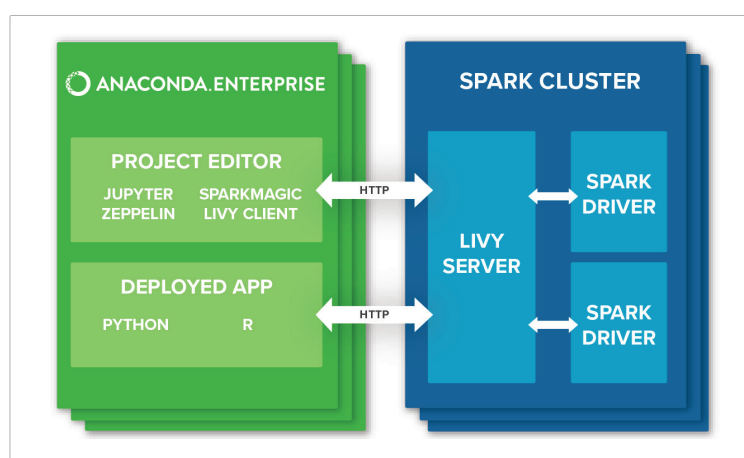 ANACONDA.ENTERPRISE
PROJECT EDITOR
JUPYTER SPARKMAGIC
ZEPPELIN LIVY CLIENT
DEPLOYED APP
PYTHON R
HTTP
HTTP
SPARK CLUSTER
LIVY
SERVER
SPARK
DRIVER
SPARK
DRIVER